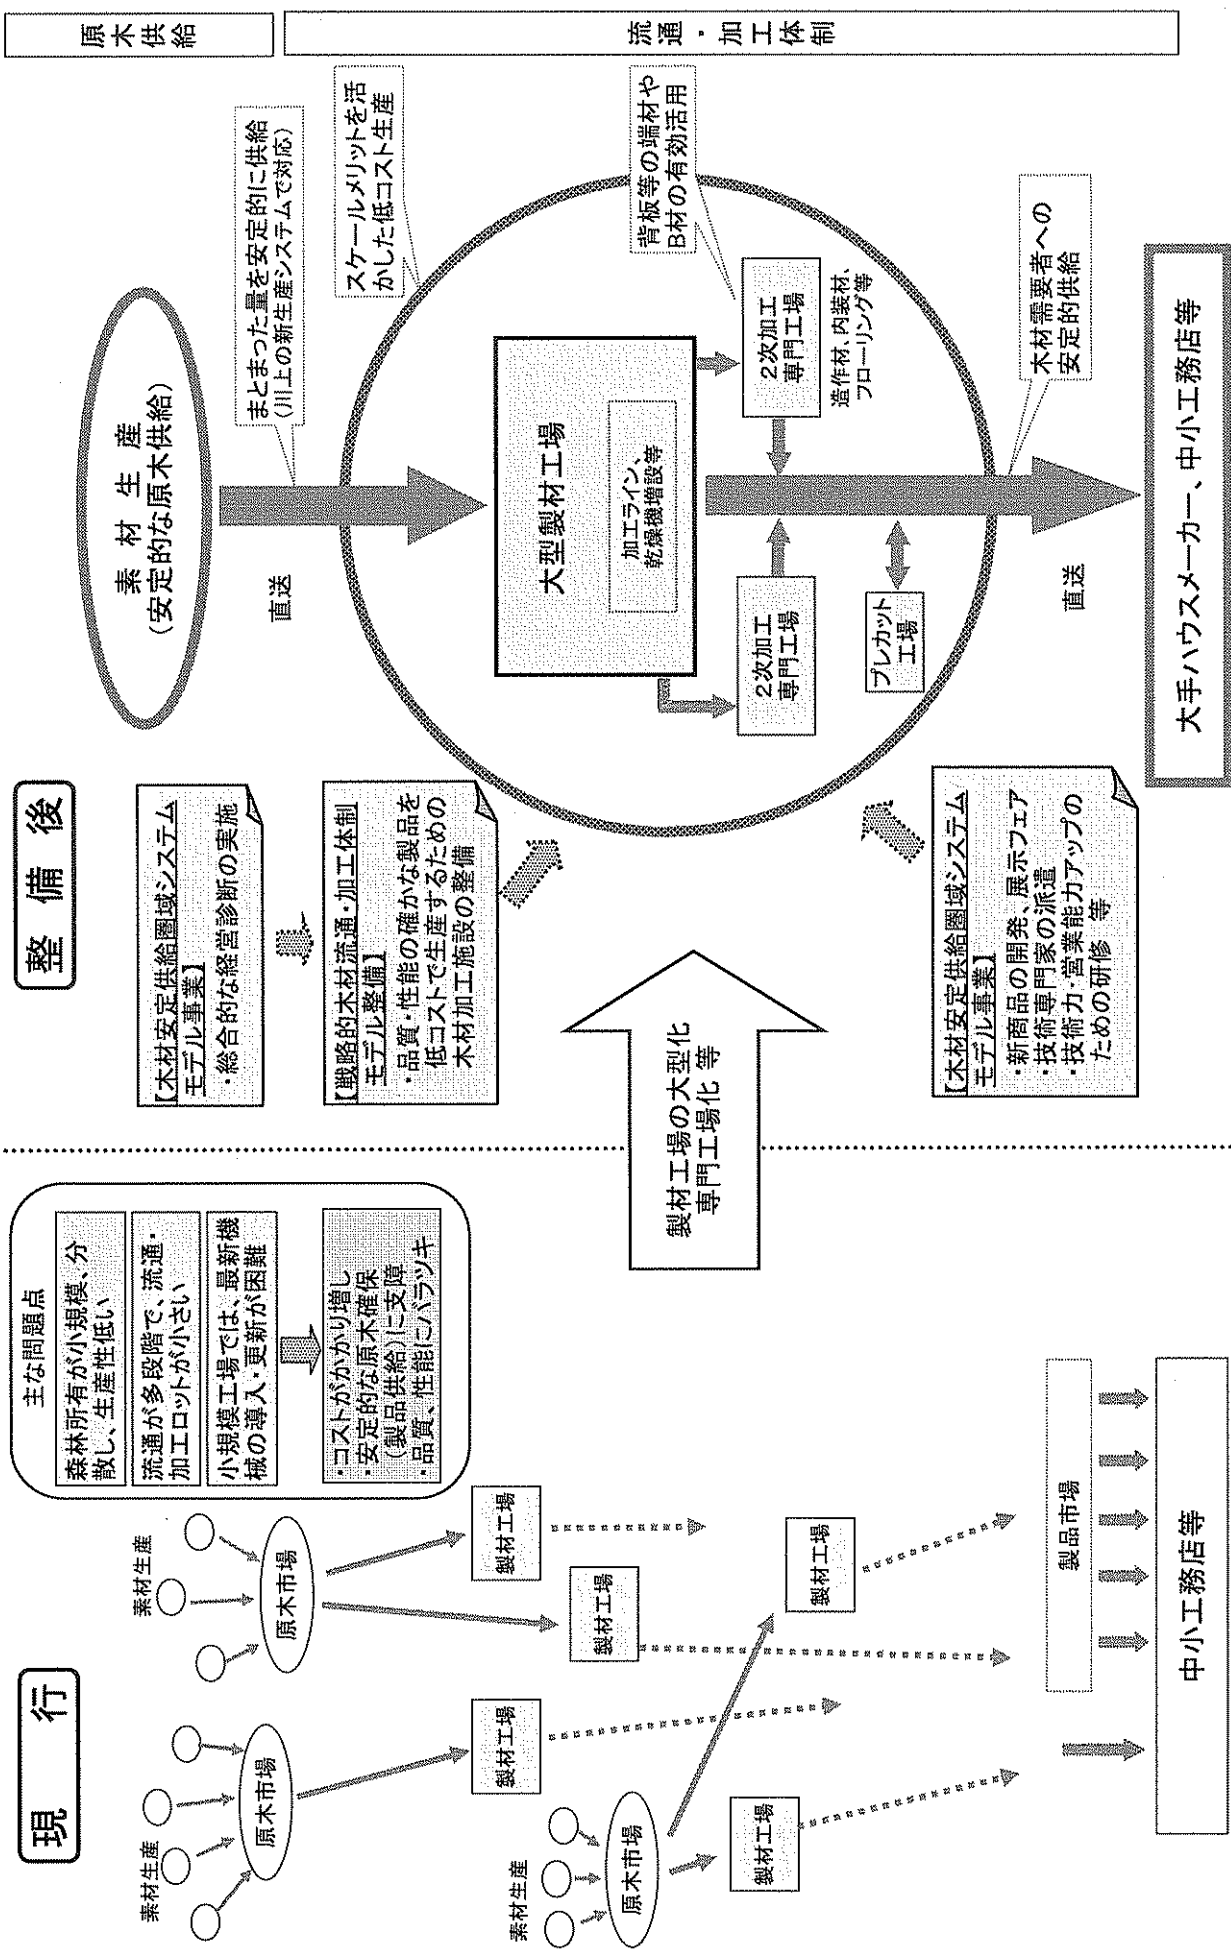 現　行
素材生産
素材生産
原木市場
原木市場
製材工場
製材工場
製材工場
素材生産
原木市場
製材工場
製材工場
製品市場
中小工務店等
主な問題点
森林所有が小規模、分
散し、生産性低い
流通が多段階で、流通・
加工ロットが小さい
小規模工場では、最新機
械の導入・更新が困難
・コストがかかり増し
・安定的な原木確保
（製品供給）に支障
・品質、性能にバラツキ
製材工場の大型化
専門工場化 等
整　備　後
【木材安定供給圏域システム
モデル事業】
・総合的な経営診断の実施
【戦略的木材流通・加工体制
モデル整備】
・品質・性能の確かな製品を
低コストで生産するための
木材加工施設の整備
【木材安定供給圏域システム
モデル事業】
・新商品の開発、展示フェア
・技術専門家の派遣
・技術力・営業能力アップの
ための研修　等
素　材　生　産
（安定的な原木供給）
直送
まとまった量を安定的に供給
（川上の新生産システムで対応）
スケールメリットを活
かした低コスト生産
大型製材工場
加工ライン、
乾燥機増設等
背板等の端材や
B材の有効活用
2次加工
専門工場
2次加工
専門工場
造作材、内装材、
フローリング等
プレカット
工場
直送
木材需要者への
安定的供給
大手ハウスメーカー、中小工務店等
原木供給
流通・加工体制